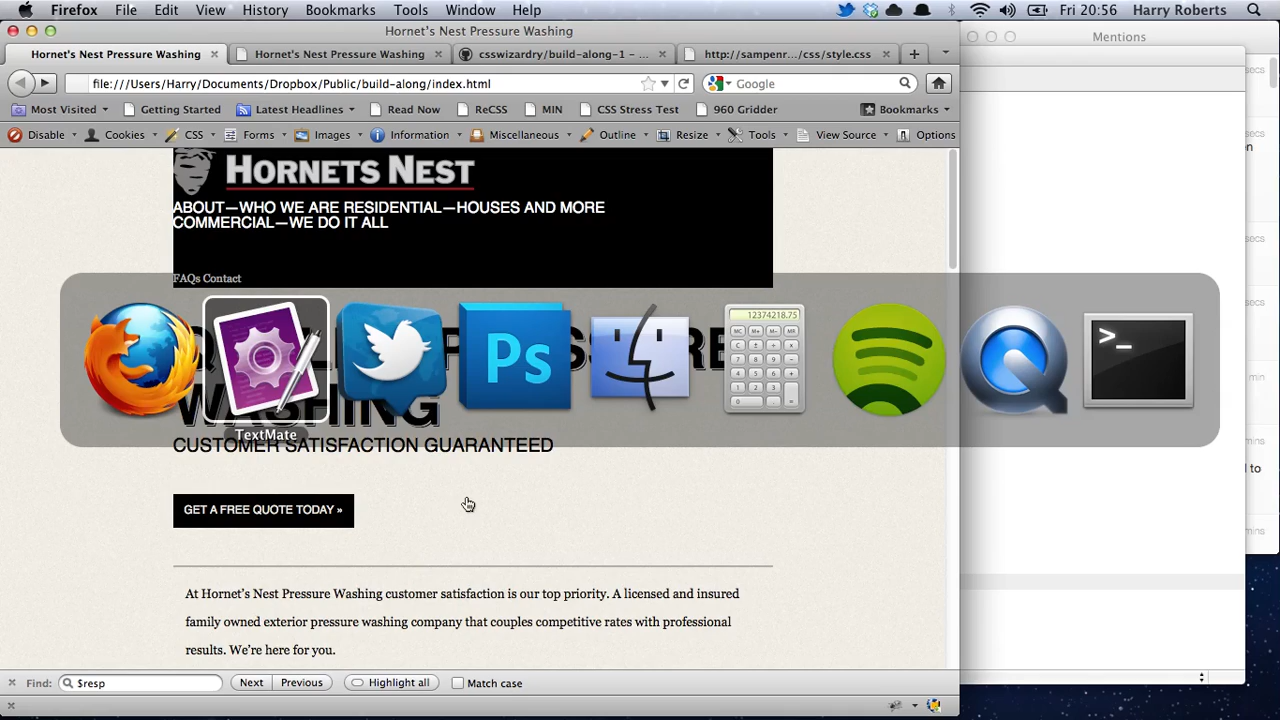 Firefox File Edit View History Bookmarks Tools Window Help Fri 20:56 Harry Roberts
Hornet's Nest Pressure Washing Mentions
Hornet's Nest Pressure Washing Hornet's Nest Pressure Washing csswizardry/build-along-1 - ... http://sampenr.../css/style.css
file:///Users/Harry/Documents/Dropbox/Public/build-along/index.html Google
Most Visited Getting Started Latest Headlines Read Now ReCSS MIN CSS Stress Test 960 Gridder Bookmarks
Disable Cookies CSS Forms Images Information Miscellaneous Outline Resize Tools View Source Options
HORNETS NEST
ABOUT—WHO WE ARE RESIDENTIAL—HOUSES AND MORE
COMMERCIAL—WE DO IT ALL
FAQs Contact
12374218.75
Ps
WASHING
TextMate
CUSTOMER SATISFACTION GUARANTEED
GET A FREE QUOTE TODAY »
At Hornet's Nest Pressure Washing customer satisfaction is our top priority. A licensed and insured
family owned exterior pressure washing company that couples competitive rates with professional
results. We're here for you.
Find: $resp Next Previous Highlight all Match case